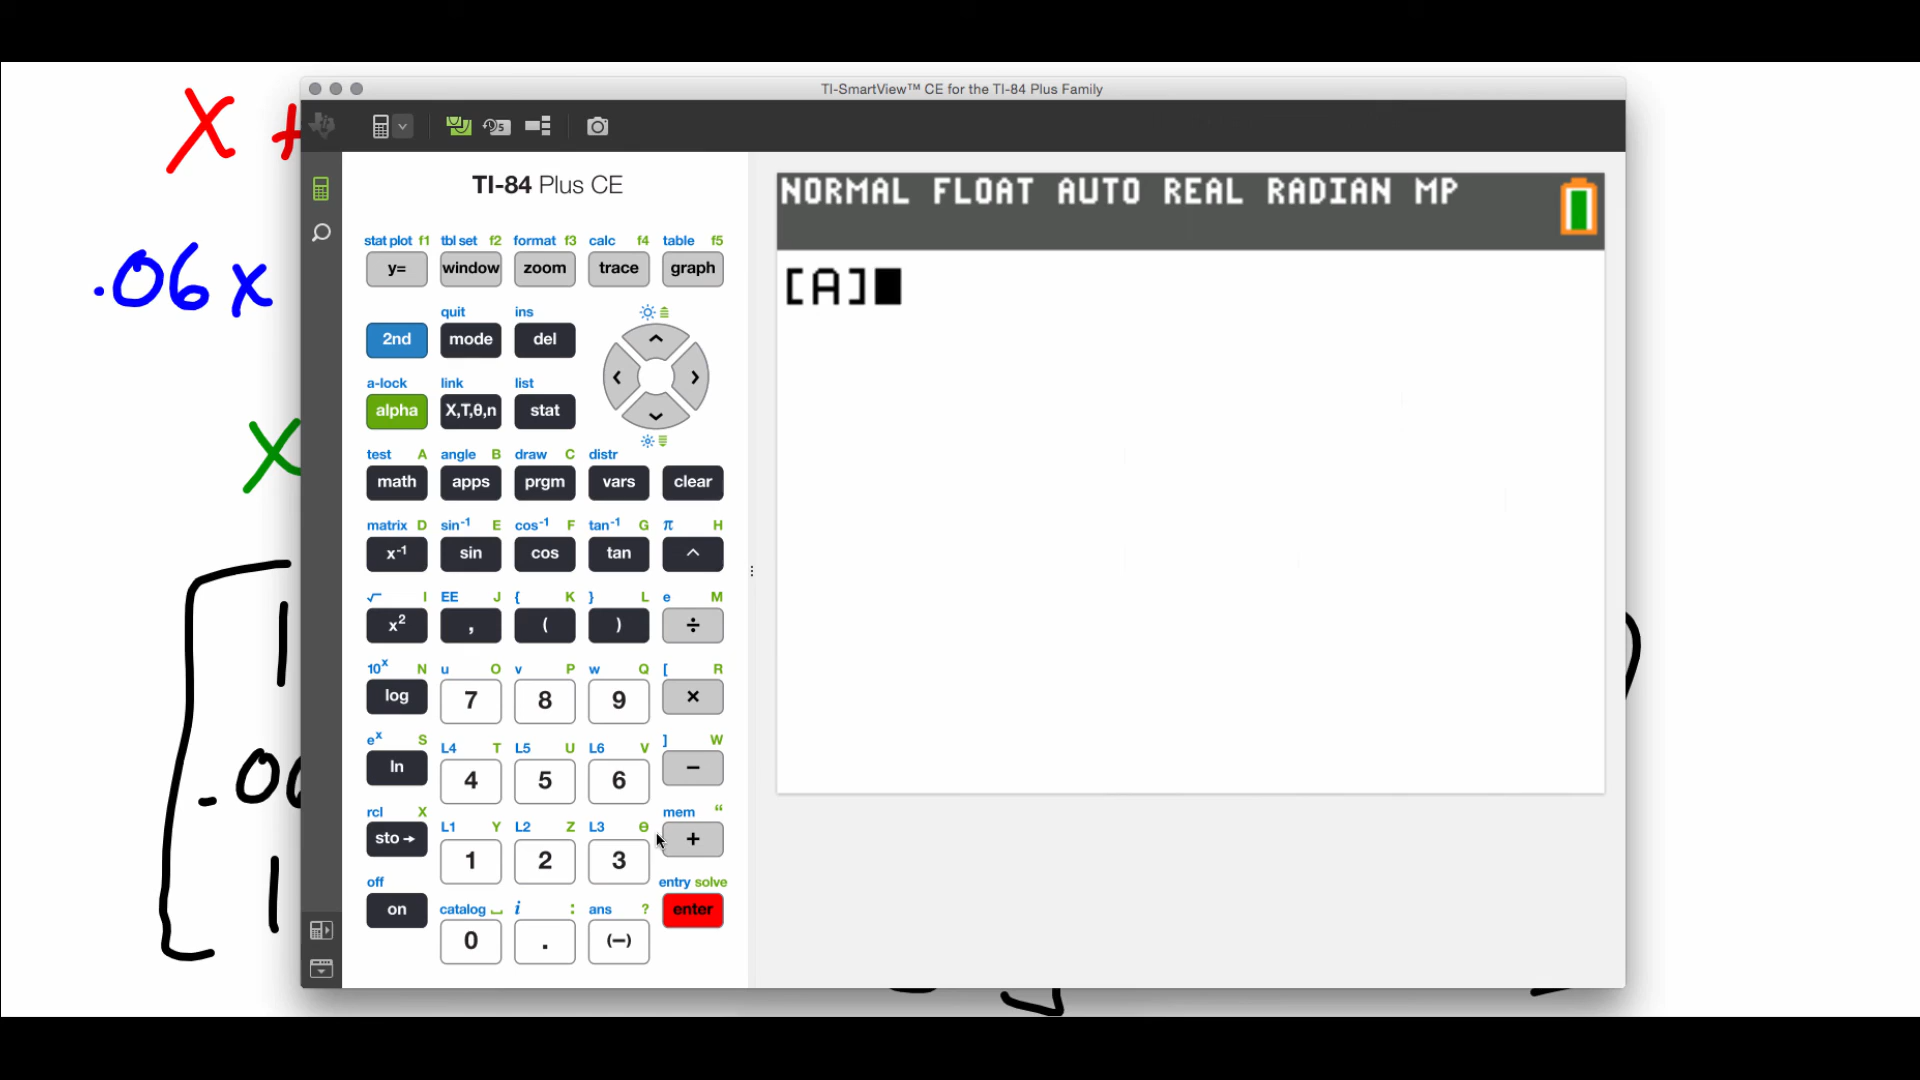 TI-SmartView™ CE for the TI-84 Plus Family
X +
.06x
X
1
.06
1
TI-84 Plus CE
NORMAL FLOAT AUTO REAL RADIAN MP
[A]
stat plot f1 tbl set f2 format f3 calc f4 table f5
y= window zoom trace graph
quit ins
2nd mode del
a-lock link list
alpha X,T,θ,n stat
test A angle B draw C distr
math apps prgm vars clear
matrix D sin⁻¹ E cos⁻¹ F tan⁻¹ G π H
x⁻¹ sin cos tan ^
√ I EE J { K } L e M
x² , ( ) ÷
10ˣ N u O v P w Q [ R
log 7 8 9 ×
eˣ S L4 T L5 U L6 V ] W
ln 4 5 6 −
rcl X L1 Y L2 Z L3 θ mem “
sto→ 1 2 3 +
off catalog ⎵ i : ans ? entry solve
on 0 . (−) enter